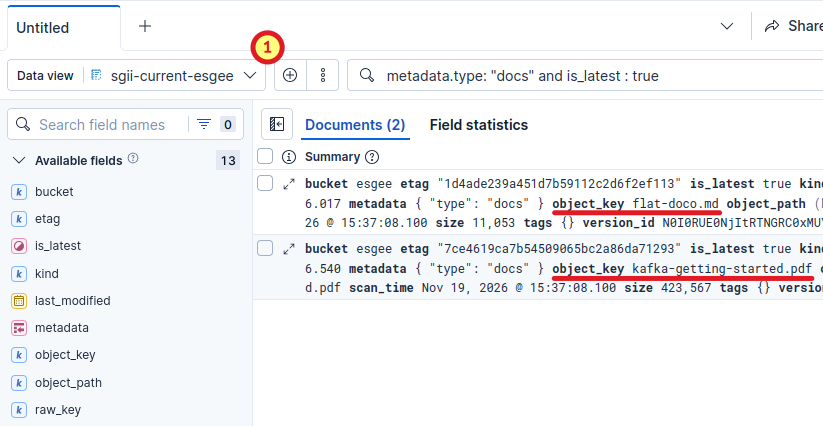 Untitled
Share
1
Data view sgii-current-esgee
metadata.type: "docs" and is_latest : true
Search field names 0
Documents (2) Field statistics
Available fields 13
Summary
bucket
etag
is_latest
kind
last_modified
metadata
object_key
object_path
raw_key
bucket esgee etag "1d4ade239a451d7b59112c2d6f2ef113" is_latest true kind
6.017 metadata { "type": "docs" } object_key flat-doco.md object_path (
26 @ 15:37:08.100 size 11,053 tags {} version_id N0I0RUE0NjItRTNGRC0xMUY
bucket esgee etag "7ce4619ca7b54509065bc2a86da71293" is_latest true kind
6.540 metadata { "type": "docs" } object_key kafka-getting-started.pdf
d.pdf scan_time Nov 19, 2026 @ 15:37:08.100 size 423,567 tags {} version